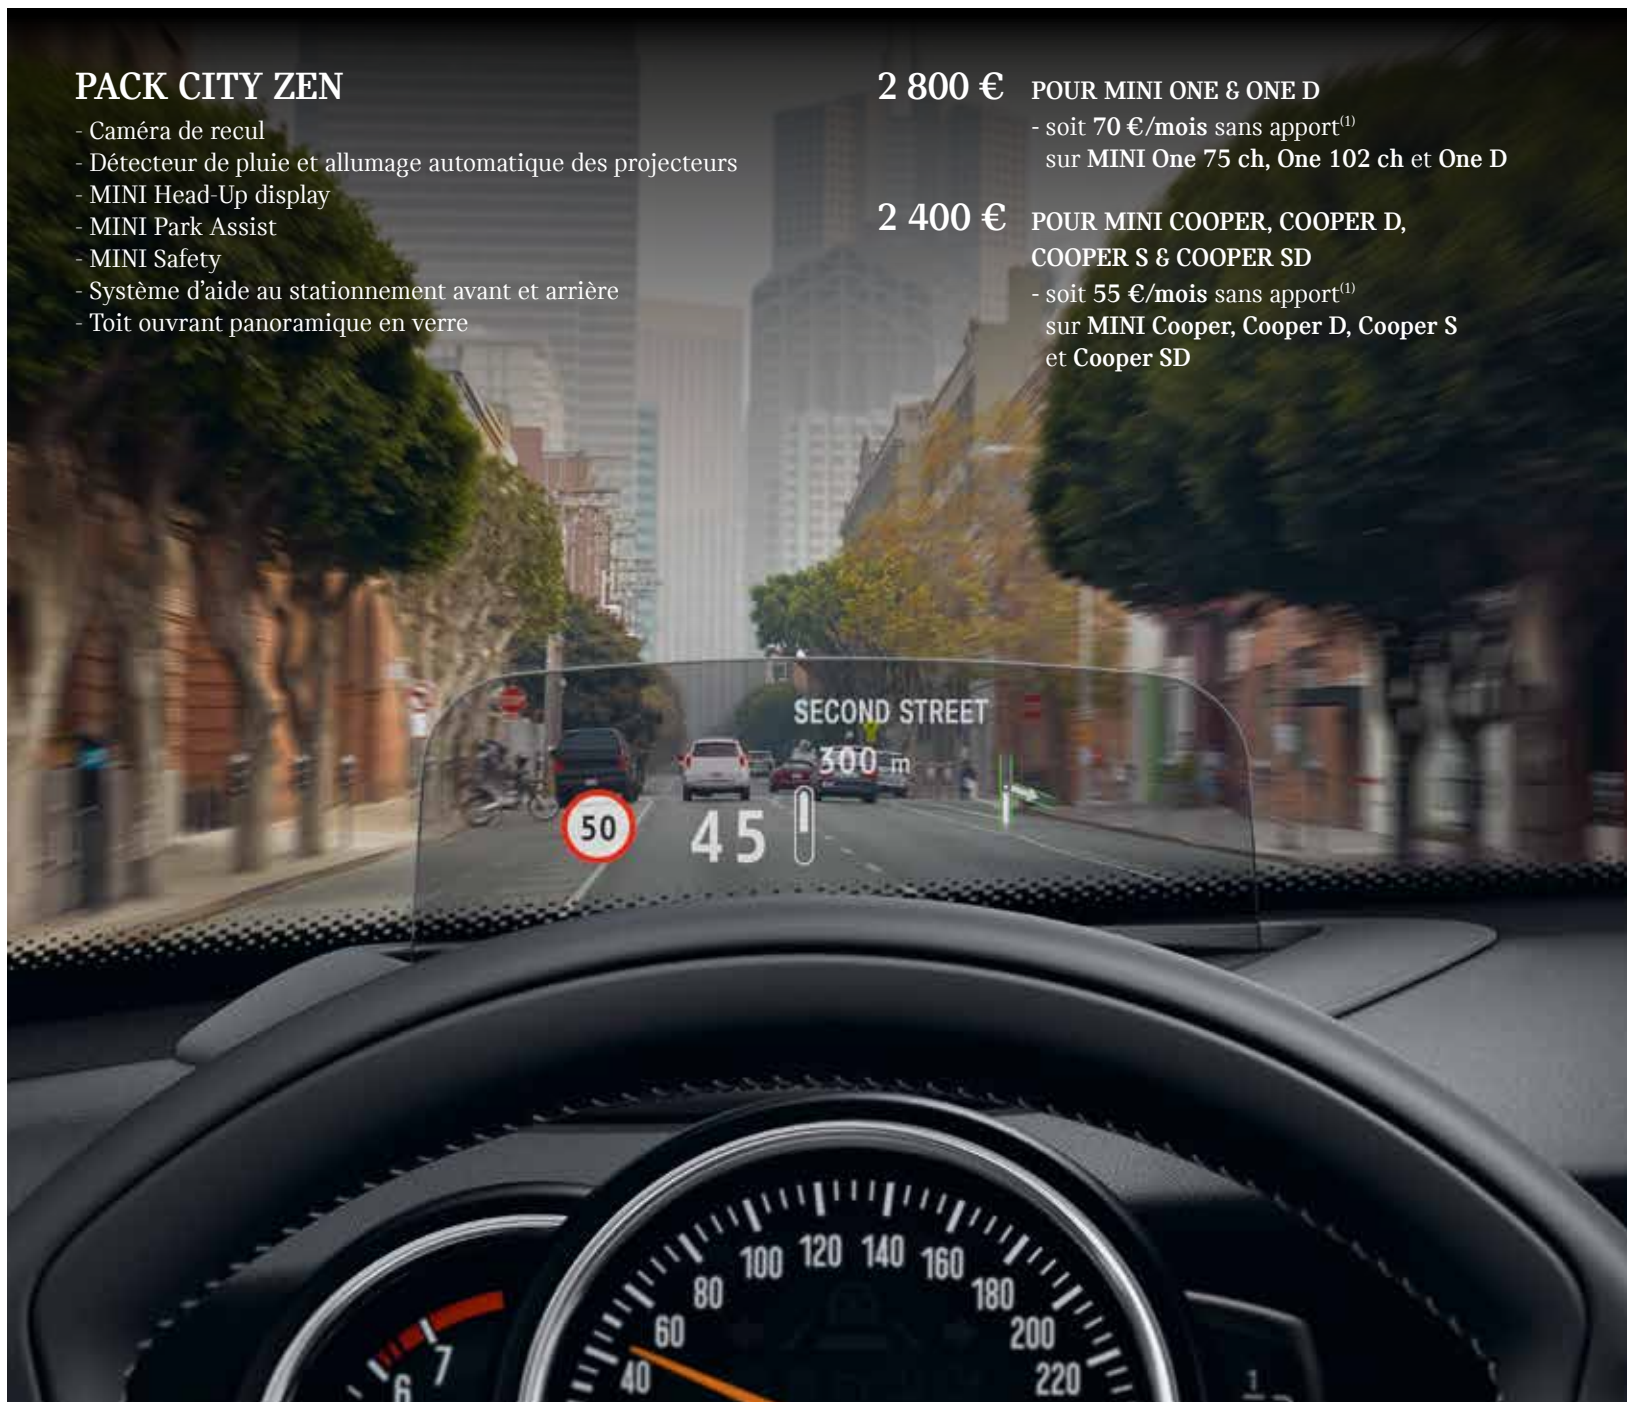 PACK CITY ZEN
- Caméra de recul
- Détecteur de pluie et allumage automatique des projecteurs
- MINI Head-Up display
- MINI Park Assist
- MINI Safety
- Système d'aide au stationnement avant et arrière
- Toit ouvrant panoramique en verre
2 800 € POUR MINI ONE & ONE D
- soit 70 €/mois sans apport(1)
sur MINI One 75 ch, One 102 ch et One D
2 400 € POUR MINI COOPER, COOPER D,
COOPER S & COOPER SD
- soit 55 €/mois sans apport(1)
sur MINI Cooper, Cooper D, Cooper S
et Cooper SD
SECOND STREET
300 m
50
45
100 120 140 160
80 180
60 200
40 220
7
6
1